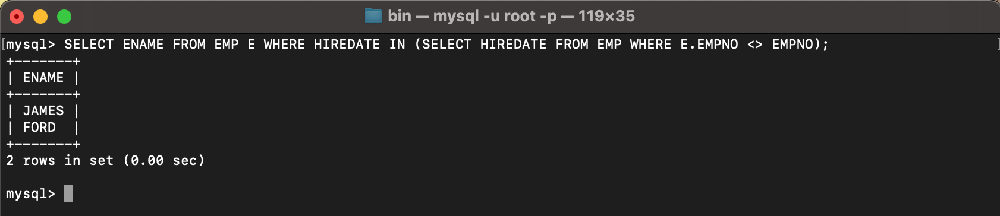 bin — mysql -u root -p — 119×35
[mysql> SELECT ENAME FROM EMP E WHERE HIREDATE IN (SELECT HIREDATE FROM EMP WHERE E.EMPNO <> EMPNO); ]
+-------+
| ENAME |
+-------+
| JAMES |
| FORD  |
+-------+
2 rows in set (0.00 sec)
mysql>